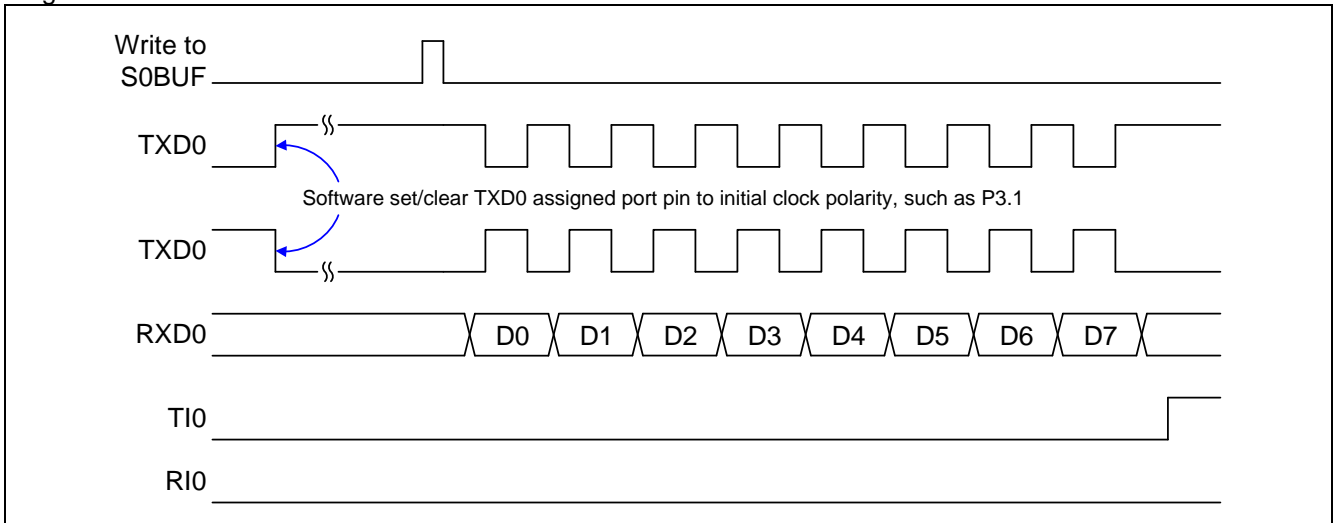 Write to
S0BUF
TXD0
Software set/clear TXD0 assigned port pin to initial clock polarity, such as P3.1
TXD0
RXD0 D0 D1 D2 D3 D4 D5 D6 D7
TI0
RI0